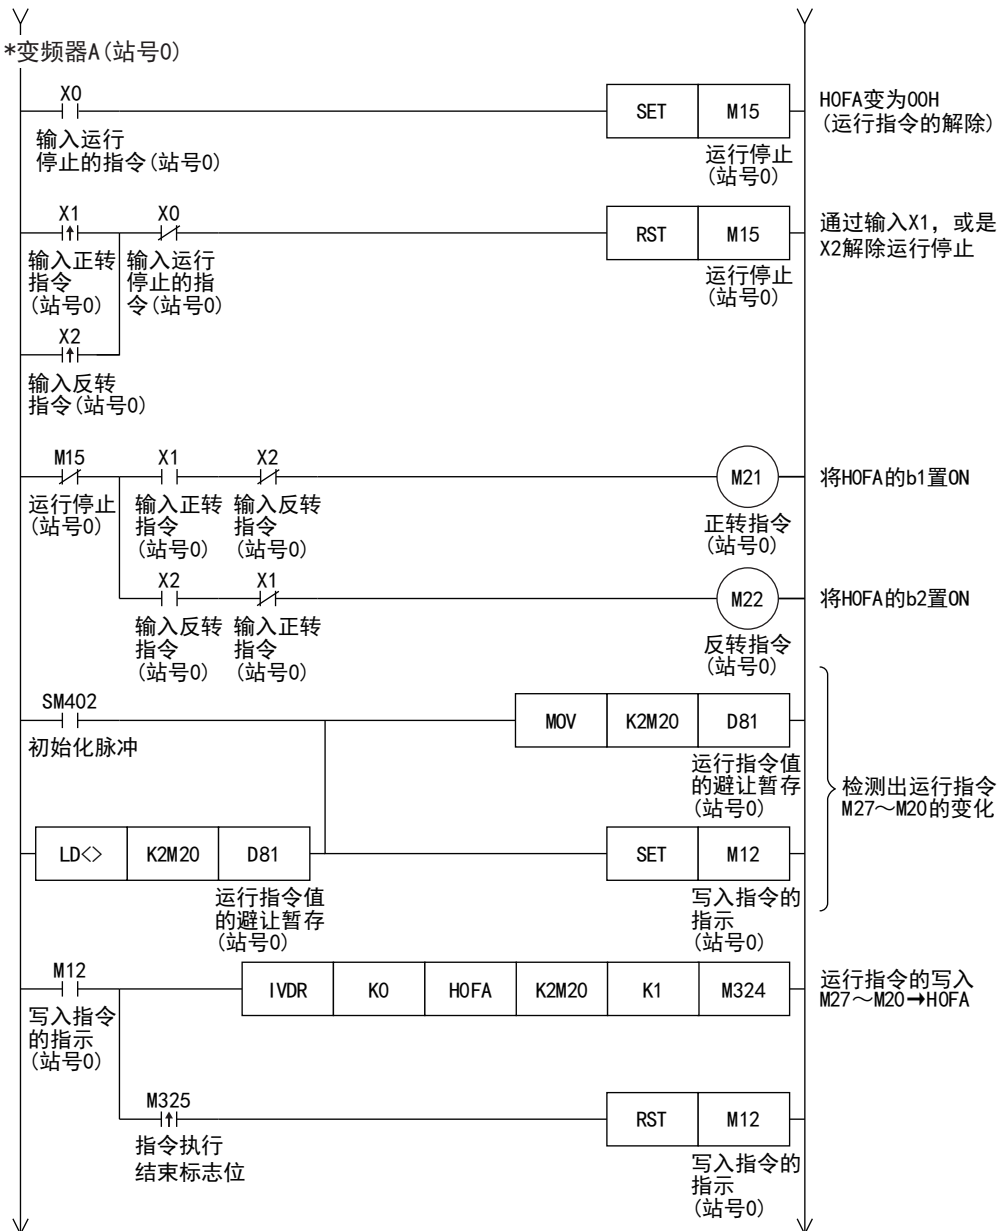 *变频器A(站号0)
X0
SET M15
H0FA变为00H
(运行指令的解除)
输入运行
停止的指令(站号0)
运行停止
(站号0)
X1 X0
RST M15
通过输入X1，或是
X2解除运行停止
输入正转
指令
(站号0)
输入运行
停止的指
令(站号0)
运行停止
(站号0)
X2
输入反转
指令(站号0)
M15 X1 X2
M21
将H0FA的b1置ON
运行停止
(站号0)
输入正转
指令
(站号0)
输入反转
指令
(站号0)
正转指令
(站号0)
X2 X1
M22
将H0FA的b2置ON
输入反转
指令
(站号0)
输入正转
指令
(站号0)
反转指令
(站号0)
SM402
MOV K2M20 D81
初始化脉冲
运行指令值
的避让暂存
(站号0)
检测出运行指令
M27～M20的变化
LD<> K2M20 D81
SET M12
运行指令值
的避让暂存
(站号0)
写入指令的
指示
(站号0)
M12
IVDR K0 H0FA K2M20 K1 M324
运行指令的写入
M27～M20→H0FA
写入指令
的指示
(站号0)
M325
RST M12
指令执行
结束标志位
写入指令的
指示
(站号0)